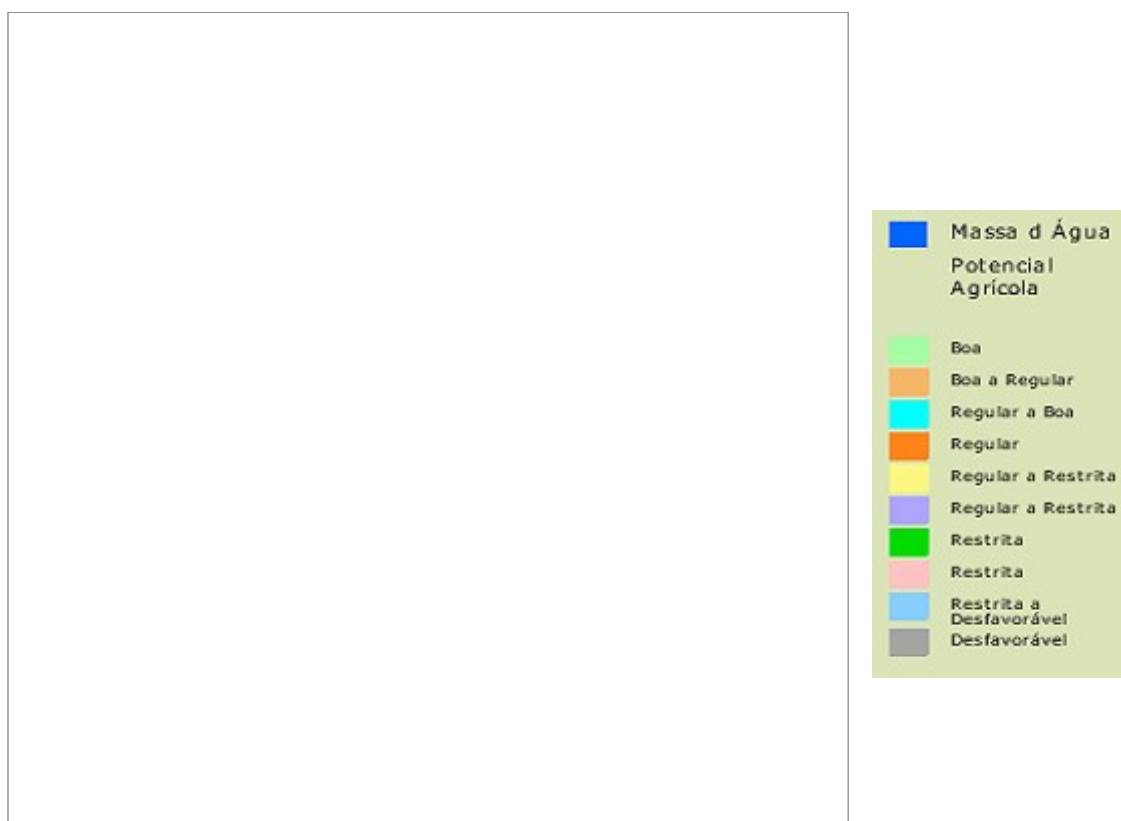 Massa d Água
Potencial
Agrícola
Boa
Boa a Regular
Regular a Boa
Regular
Regular a Restrita
Regular a Restrita
Restrita
Restrita
Restrita a
Desfavorável
Desfavorável